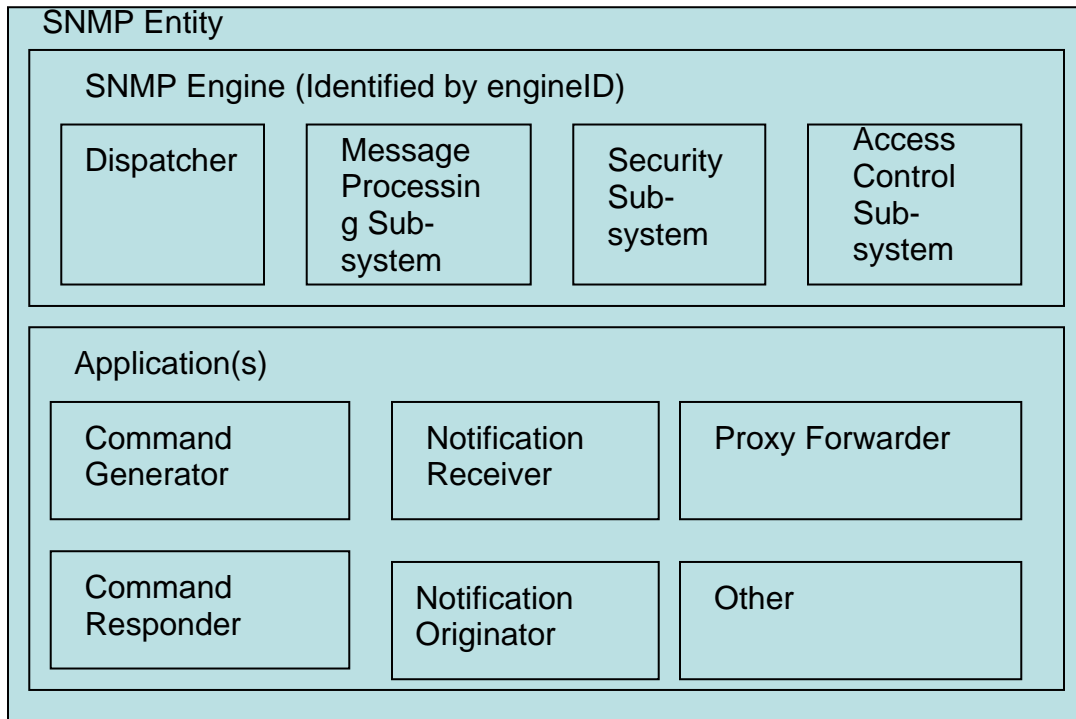 SNMP Entity
SNMP Engine (Identified by engineID)
Dispatcher
Message
Processin
g Sub-
system
Security
Sub-
system
Access
Control
Sub-
system
Application(s)
Command
Generator
Notification
Receiver
Proxy Forwarder
Command
Responder
Notification
Originator
Other